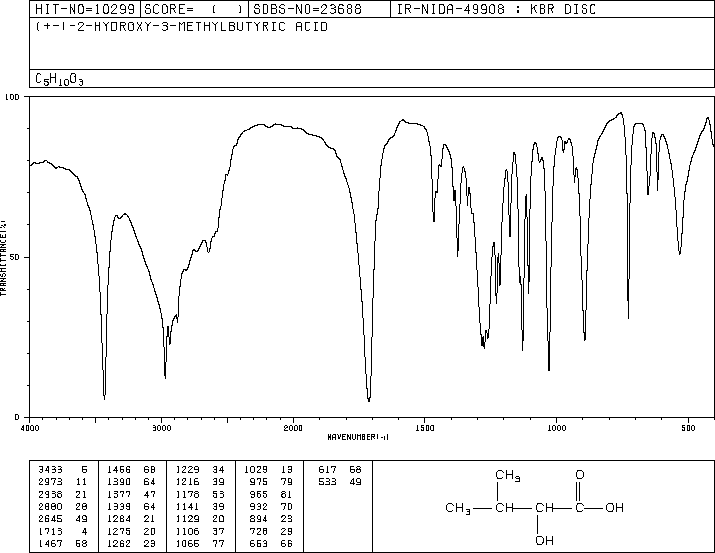 HIT-NO=10299 SCORE= ( ) SDBS-NO=23688 IR-NIDA-49908 : KBR DISC
(+-)-2-HYDROXY-3-METHYLBUTYRIC ACID
C5H10O3
100
TRANSMITTANCE(%)
50
0
4000 3000 2000 1500 1000 500
WAVENUMBER(-1)
3433 5 1456 68 1229 34 1029 13 617 68
2973 11 1390 64 1216 39 975 79 533 49
2938 21 1377 47 1178 53 965 81
2880 28 1339 64 1141 39 932 70
2645 49 1284 21 1129 20 894 23
1713 4 1275 20 1106 37 728 29
1467 58 1262 23 1065 77 653 66
CH3 O
CH3 CH CH C OH
OH